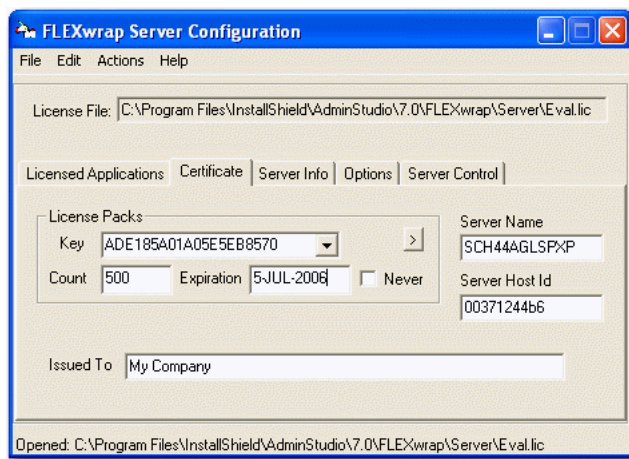 FLEXwrap Server Configuration
File Edit Actions Help
License File: C:\Program Files\InstallShield\AdminStudio\7.0\FLEXwrap\Server\Eval.lic
Licensed Applications Certificate Server Info Options Server Control
License Packs
Key ADE185A01A05E5EB8570 >
Count 500 Expiration 5-JUL-2006 Never
Server Name
SCH44AGLSPXP
Server Host Id
00371244b6
Issued To My Company
Opened: C:\Program Files\InstallShield\AdminStudio\7.0\FLEXwrap\Server\Eval.lic